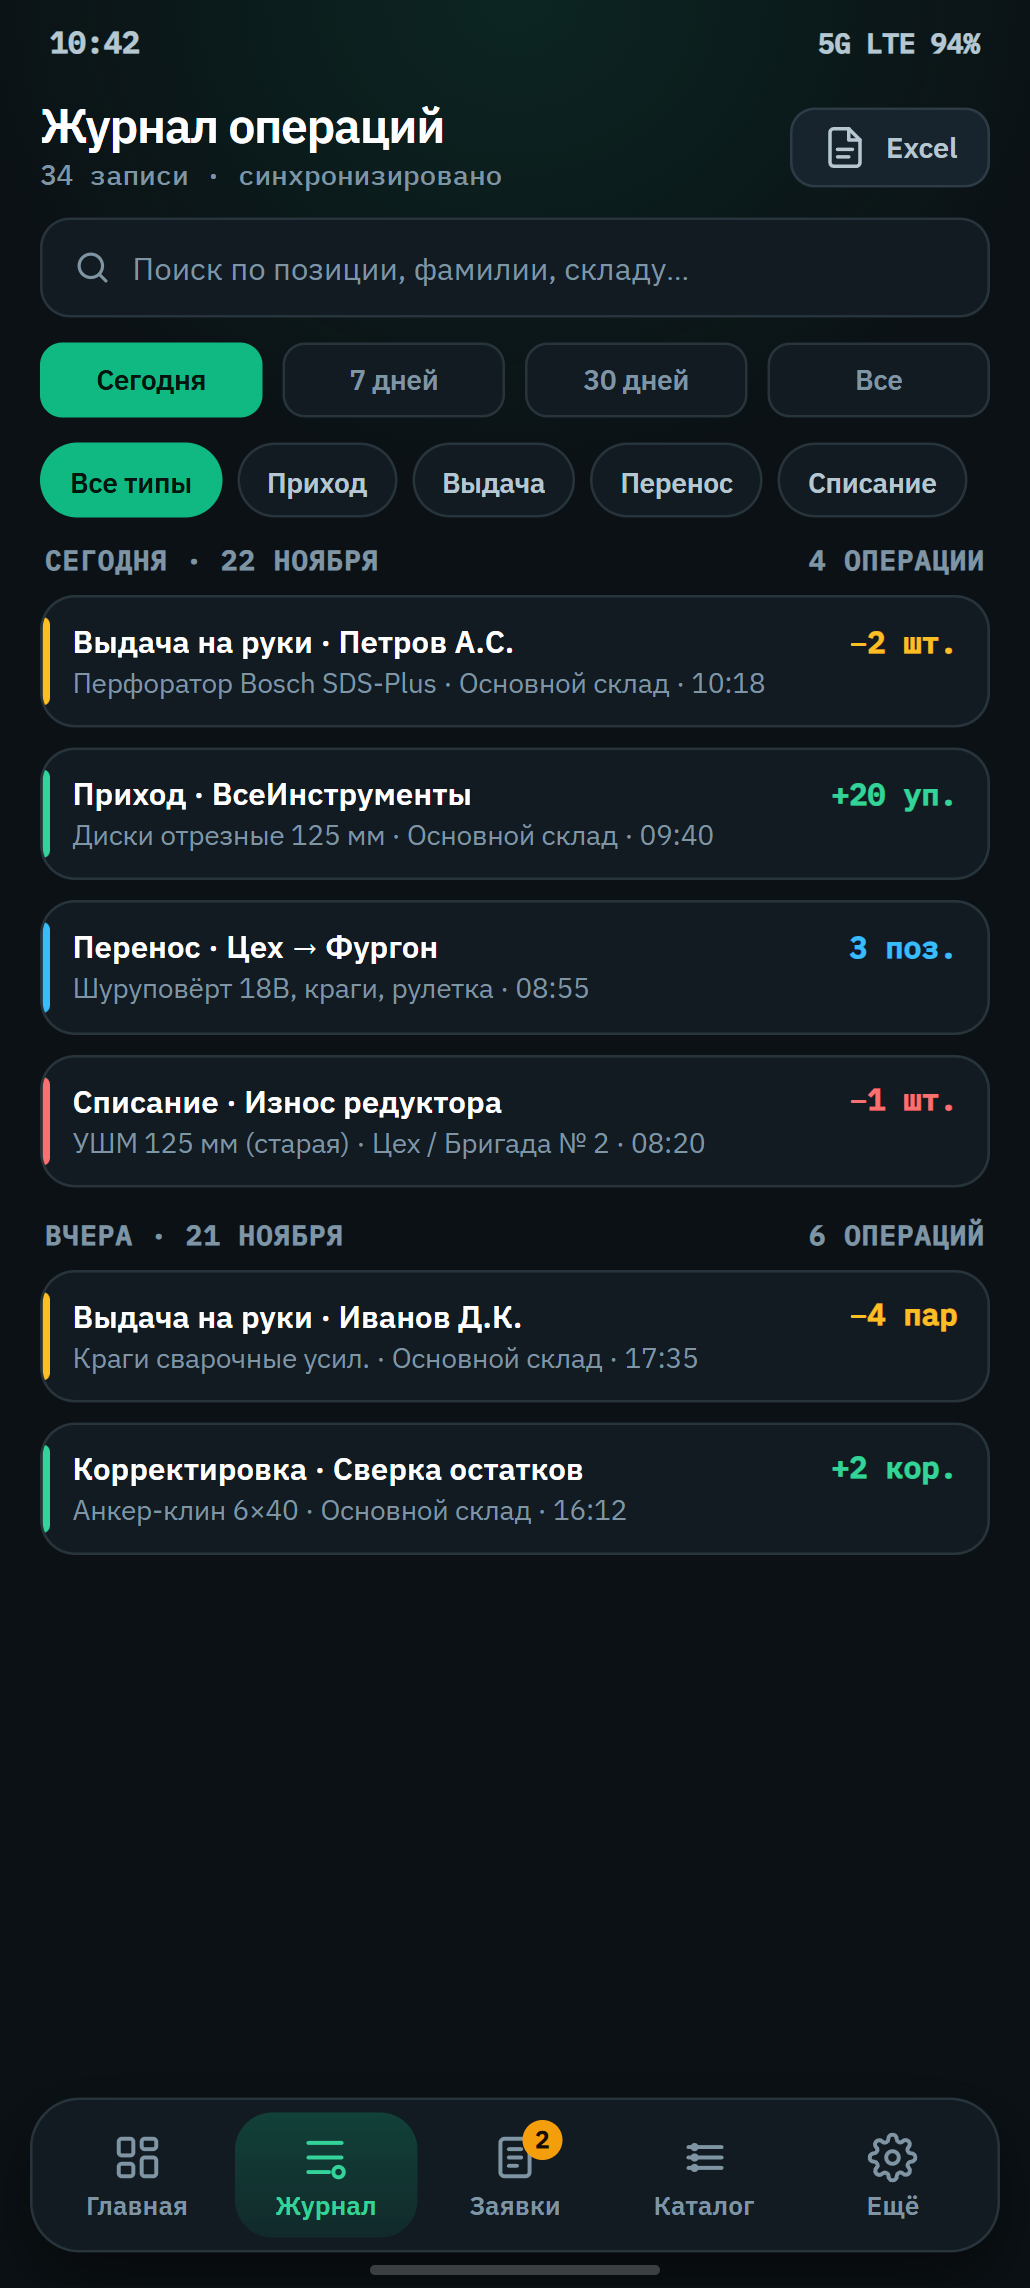 10:42 5G LTE 94%
Журнал операций
34 записи · синхронизировано
Excel
Поиск по позиции, фамилии, складу...
Сегодня 7 дней 30 дней Все
Все типы Приход Выдача Перенос Списание
СЕГОДНЯ · 22 НОЯБРЯ 4 ОПЕРАЦИИ
Выдача на руки · Петров А.С. −2 шт.
Перфоратор Bosch SDS-Plus · Основной склад · 10:18
Приход · ВсеИнструменты +20 уп.
Диски отрезные 125 мм · Основной склад · 09:40
Перенос · Цех → Фургон 3 поз.
Шуруповёрт 18В, краги, рулетка · 08:55
Списание · Износ редуктора −1 шт.
УШМ 125 мм (старая) · Цех / Бригада № 2 · 08:20
ВЧЕРА · 21 НОЯБРЯ 6 ОПЕРАЦИЙ
Выдача на руки · Иванов Д.К. −4 пар
Краги сварочные усил. · Основной склад · 17:35
Корректировка · Сверка остатков +2 кор.
Анкер-клин 6×40 · Основной склад · 16:12
2
Главная Журнал Заявки Каталог Ещё